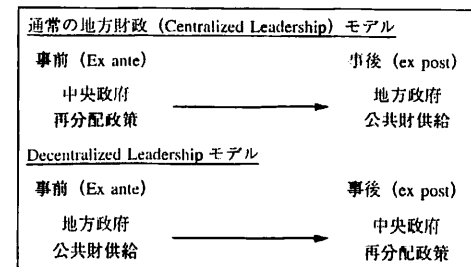 通常の地方財政 (Centralized Leadership) モデル
事前 (Ex ante) 事後 (ex post)
中央政府 地方政府
再分配政策 公共財供給
Decentralized Leadership モデル
事前 (Ex ante) 事後 (ex post)
地方政府 中央政府
公共財供給 再分配政策